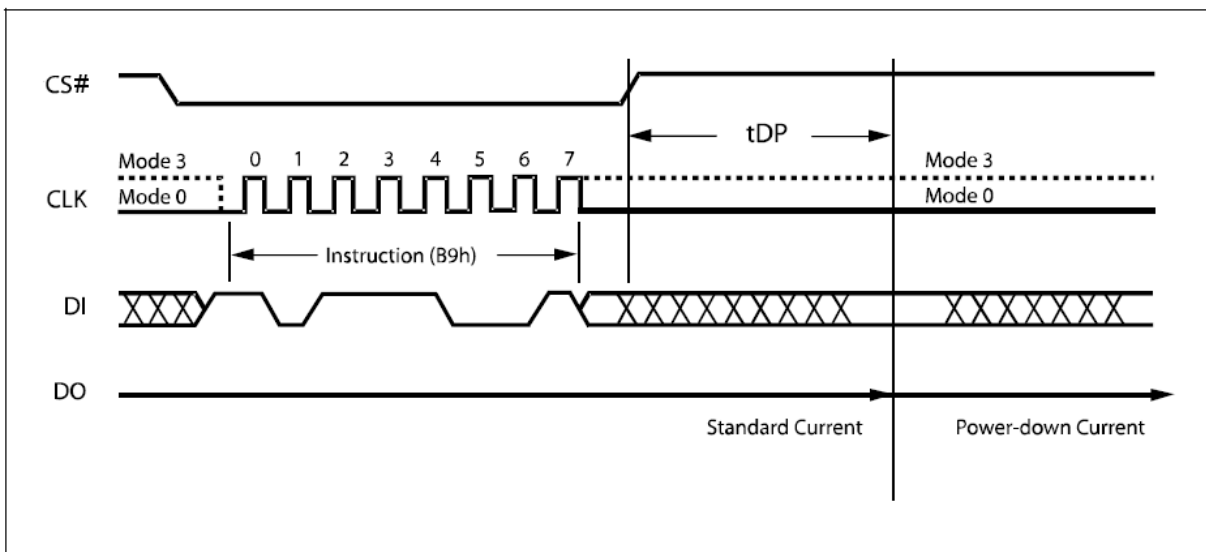 CS#
tDP
Mode 3 0 1 2 3 4 5 6 7 Mode 3
CLK Mode 0 Mode 0
Instruction (B9h)
DI
DO
Standard Current Power-down Current